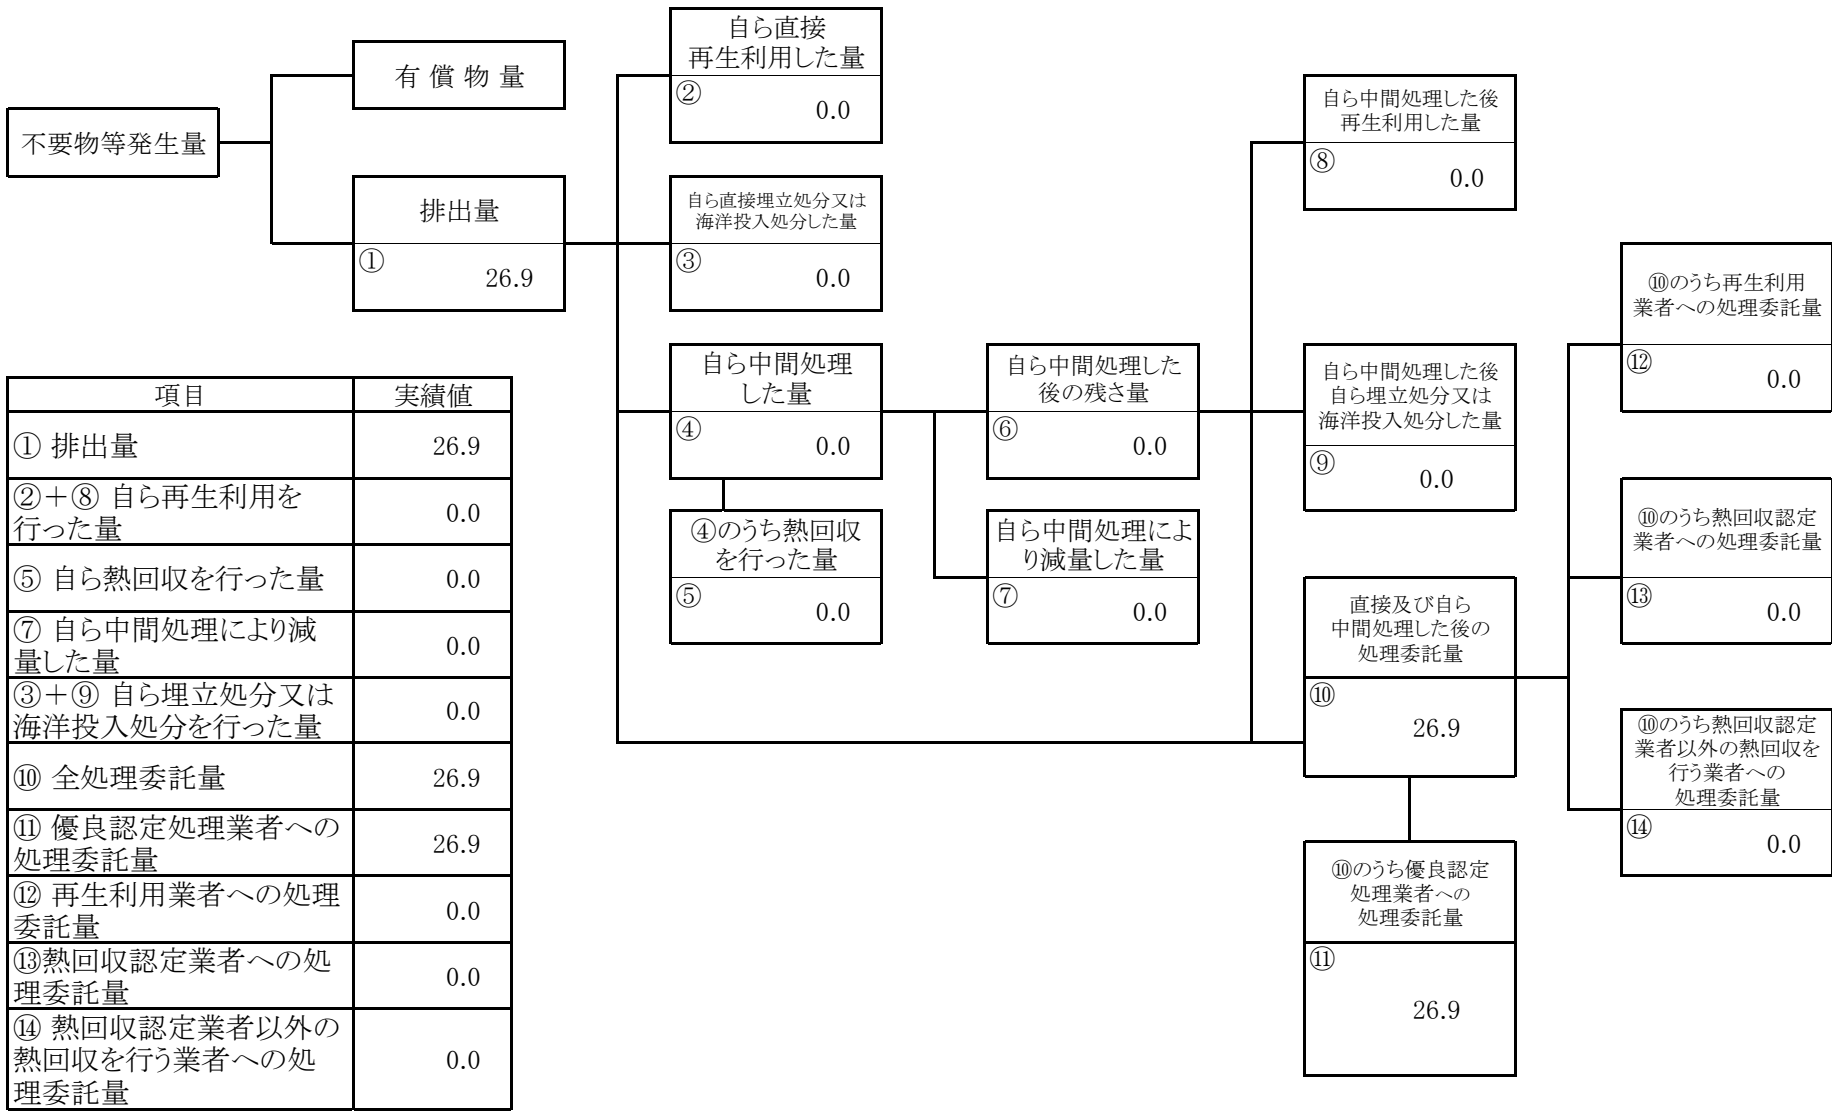 自ら直接
再生利用した量
②
0.0
有 償 物 量
不要物等発生量
排出量
①
26.9
自ら直接埋立処分又は
海洋投入処分した量
③
0.0
自ら中間処理
した量
④
0.0
④のうち熱回収
を行った量
⑤
0.0
自ら中間処理した
後の残さ量
⑥
0.0
自ら中間処理によ
り減量した量
⑦
0.0
自ら中間処理した後
再生利用した量
⑧
0.0
自ら中間処理した後
自ら埋立処分又は
海洋投入処分した量
⑨
0.0
直接及び自ら
中間処理した後の
処理委託量
⑩
26.9
⑩のうち優良認定
処理業者への
処理委託量
⑪
26.9
⑩のうち再生利用
業者への処理委託量
⑫
0.0
⑩のうち熱回収認定
業者への処理委託量
⑬
0.0
⑩のうち熱回収認定
業者以外の熱回収を
行う業者への
処理委託量
⑭
0.0
項目 実績値
① 排出量 26.9
②＋⑧ 自ら再生利用を
行った量 0.0
⑤ 自ら熱回収を行った量 0.0
⑦ 自ら中間処理により減
量した量 0.0
③＋⑨ 自ら埋立処分又は
海洋投入処分を行った量 0.0
⑩ 全処理委託量 26.9
⑪ 優良認定処理業者への
処理委託量 26.9
⑫ 再生利用業者への処理
委託量 0.0
⑬熱回収認定業者への処
理委託量 0.0
⑭ 熱回収認定業者以外の
熱回収を行う業者への処
理委託量 0.0